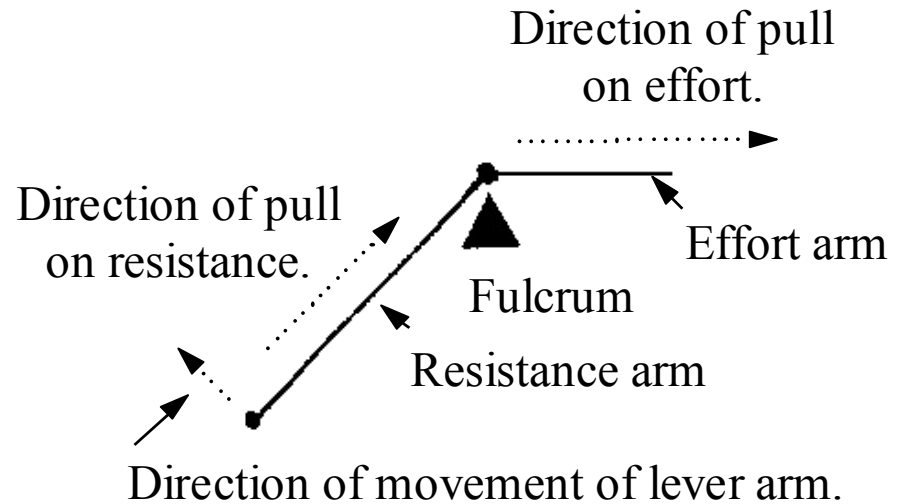 Direction of pull
on effort.
Direction of pull
on resistance.
Effort arm
Fulcrum
Resistance arm
Direction of movement of lever arm.